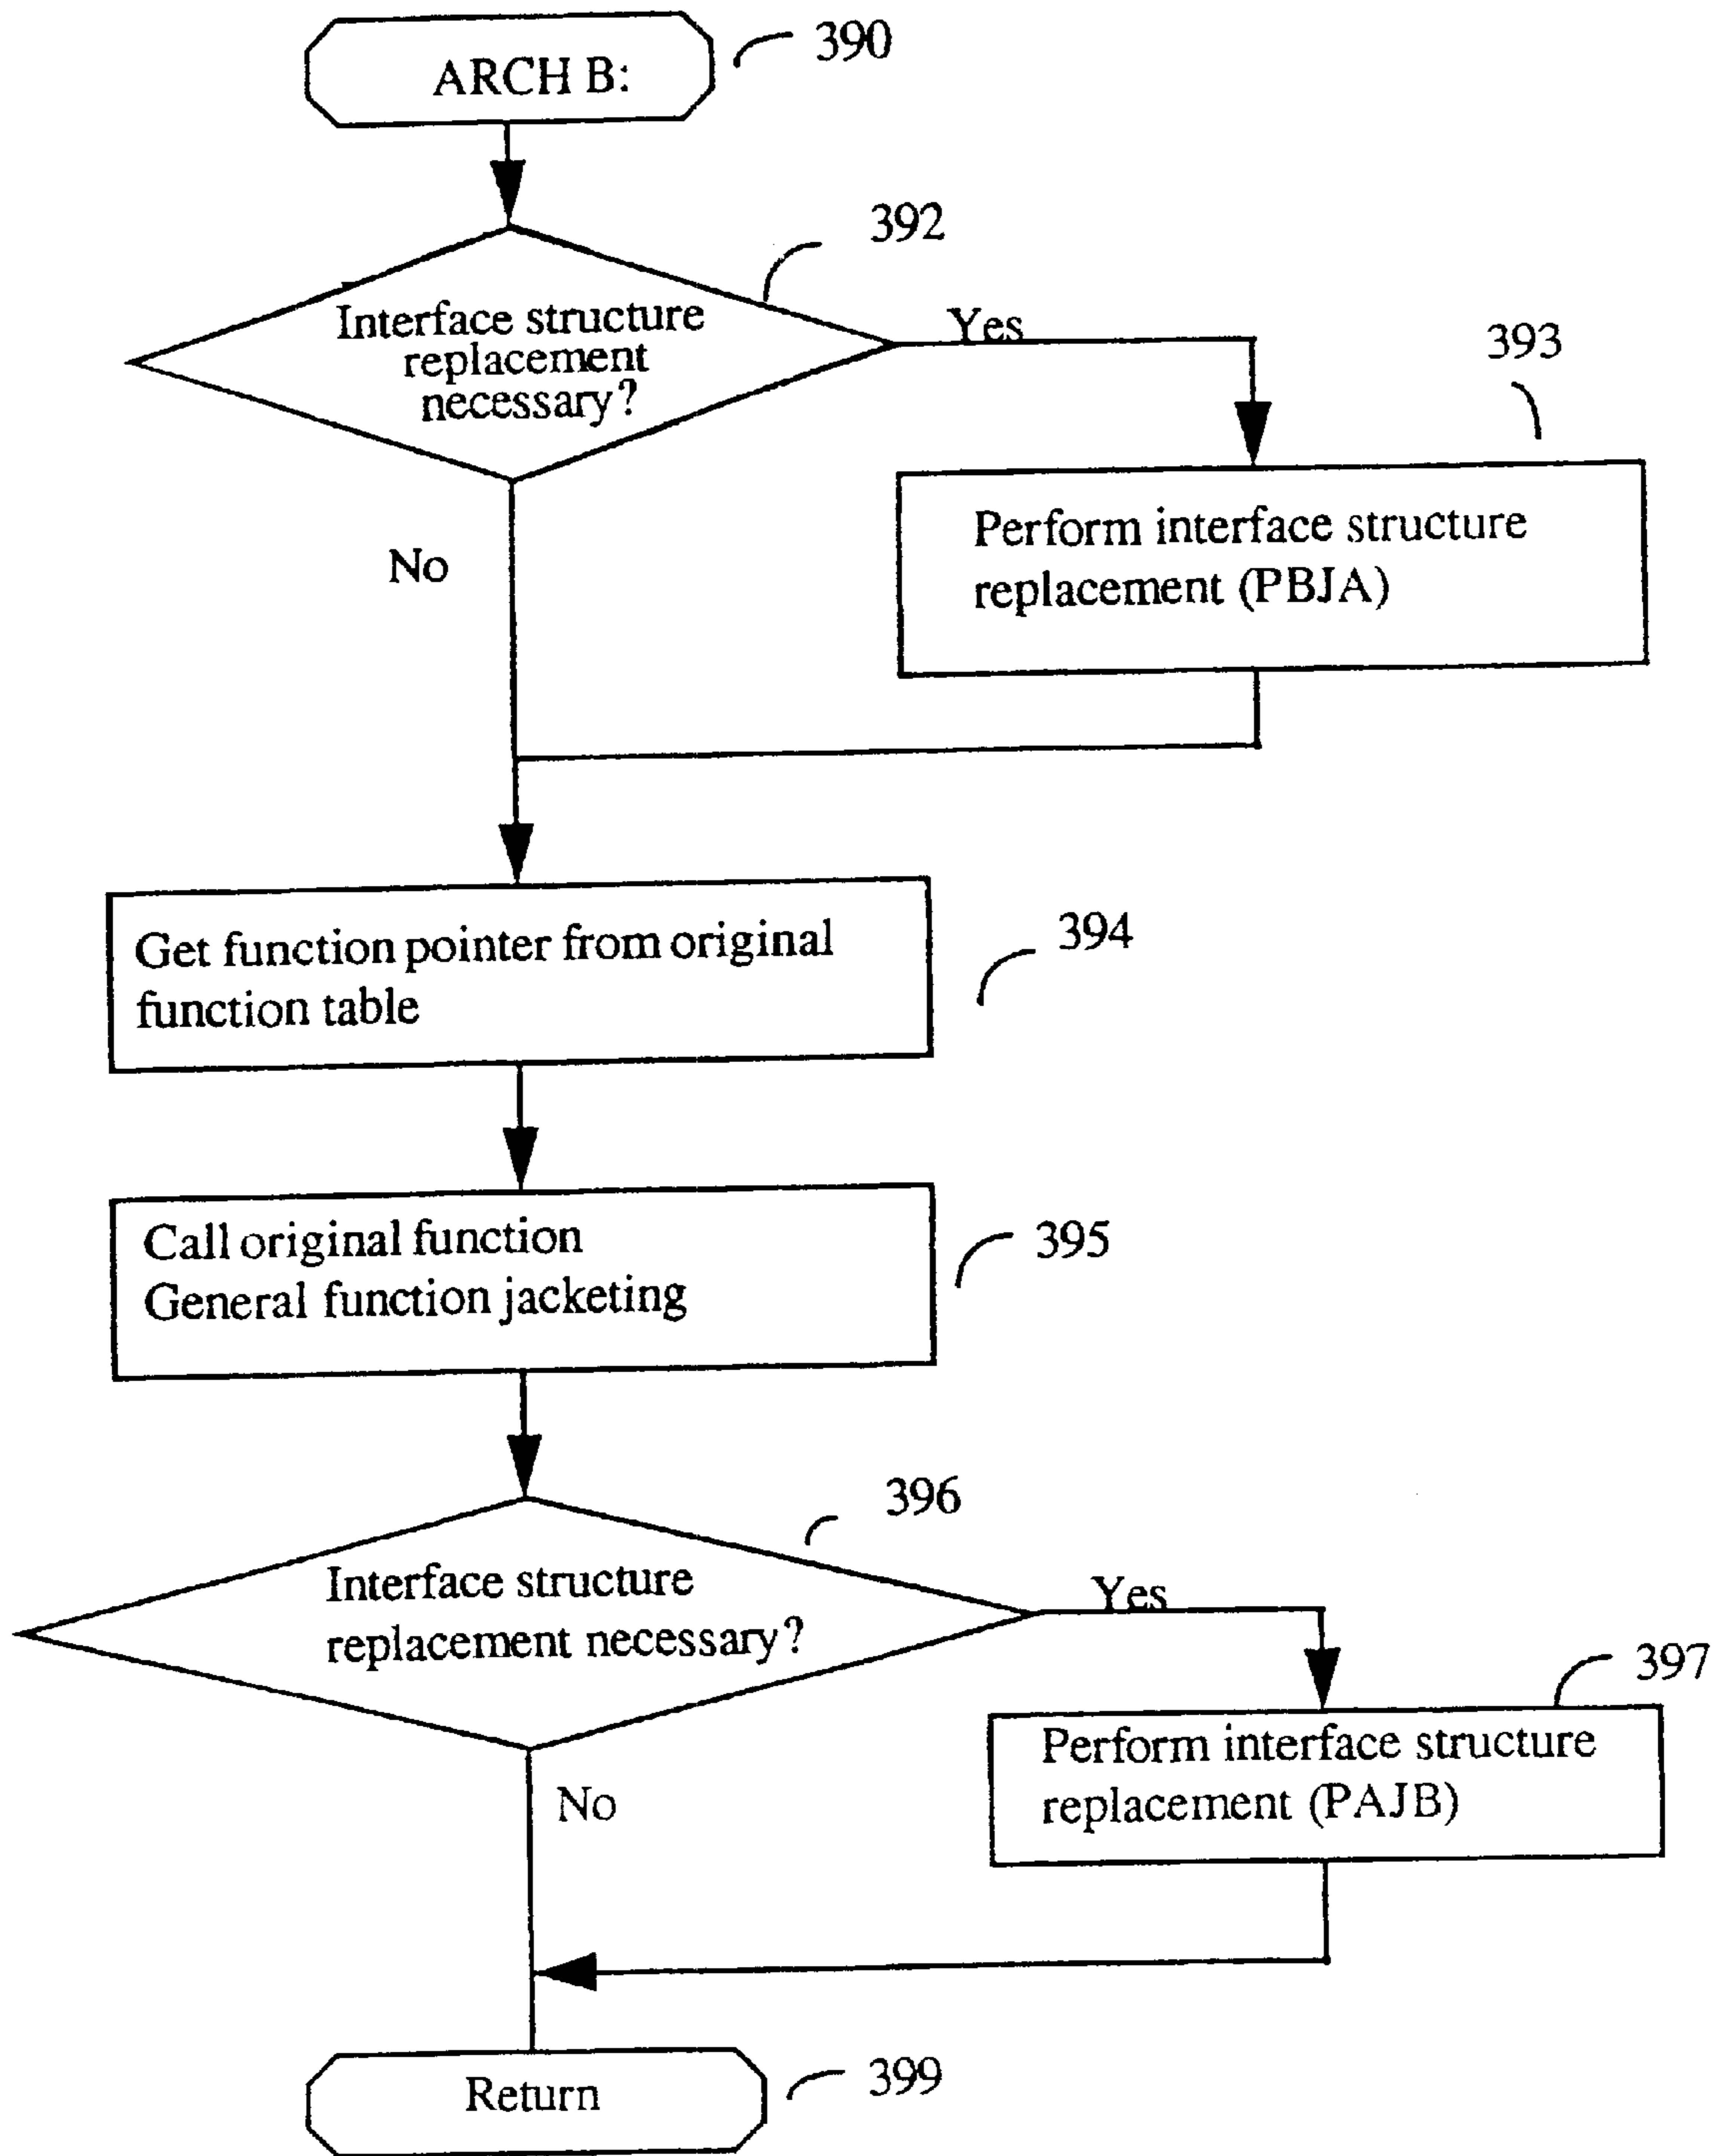 ARCH B:
390
392
Interface structure
replacement
necessary?
Yes
393
Perform interface structure
replacement (PBJA)
No
Get function pointer from original
function table
394
Call original function
General function jacketing
395
396
Interface structure
replacement necessary?
Yes
397
Perform interface structure
replacement (PAJB)
No
Return
399